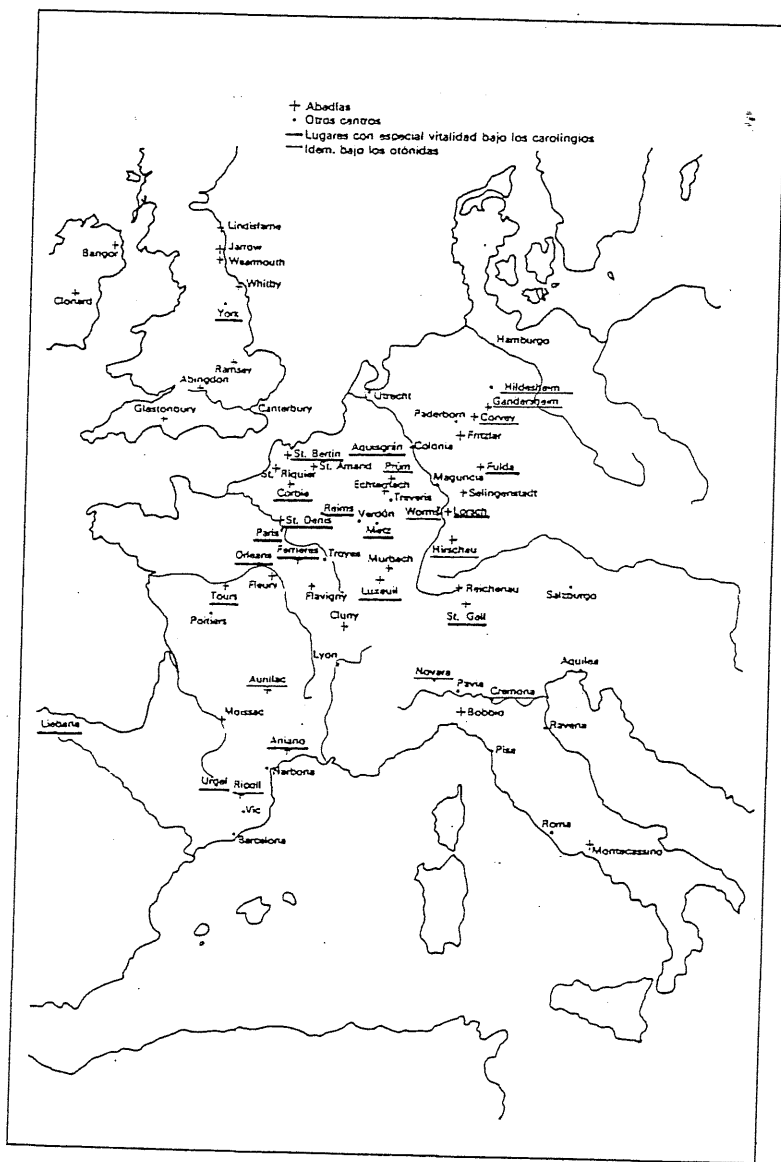 Abadías
Otros centros
Lugares con especial vitalidad bajo los carolingios
Idem. bajo los otónidas
Lindisfarne
Jarrow
Wearmouth
Bangor
Whitby
Clonard
York
Hamburgo
Ramsey
Abingdon
Utrecht
Hildesheim
Gandersheim
Glastonbury
Canterbury
Paderborn
Corvey
Fritzler
St. Bertin
Aquisgrán
Colonia
St. Riquier
St. Amand
Prüm
Fulda
Corbie
Echternach
Maguncia
Treveris
Selingenstadt
Reims
Verdún
Worms
Lorsch
St. Denis
Metz
Paris
Hirschau
Orleans
Ferrieres
Troyes
Murbach
Fleury
Tours
Flavigny
Luxeuil
Reichenau
Salzburgo
Poitiers
Cluny
St. Gall
Lyon
Novara
Aquilea
Aurillac
Pavia
Cremona
Liebana
Moissac
Bobbio
Ravena
Aniano
Pisa
Narbona
Urgel
Ripoll
Vic
Barcelona
Roma
Montecassino